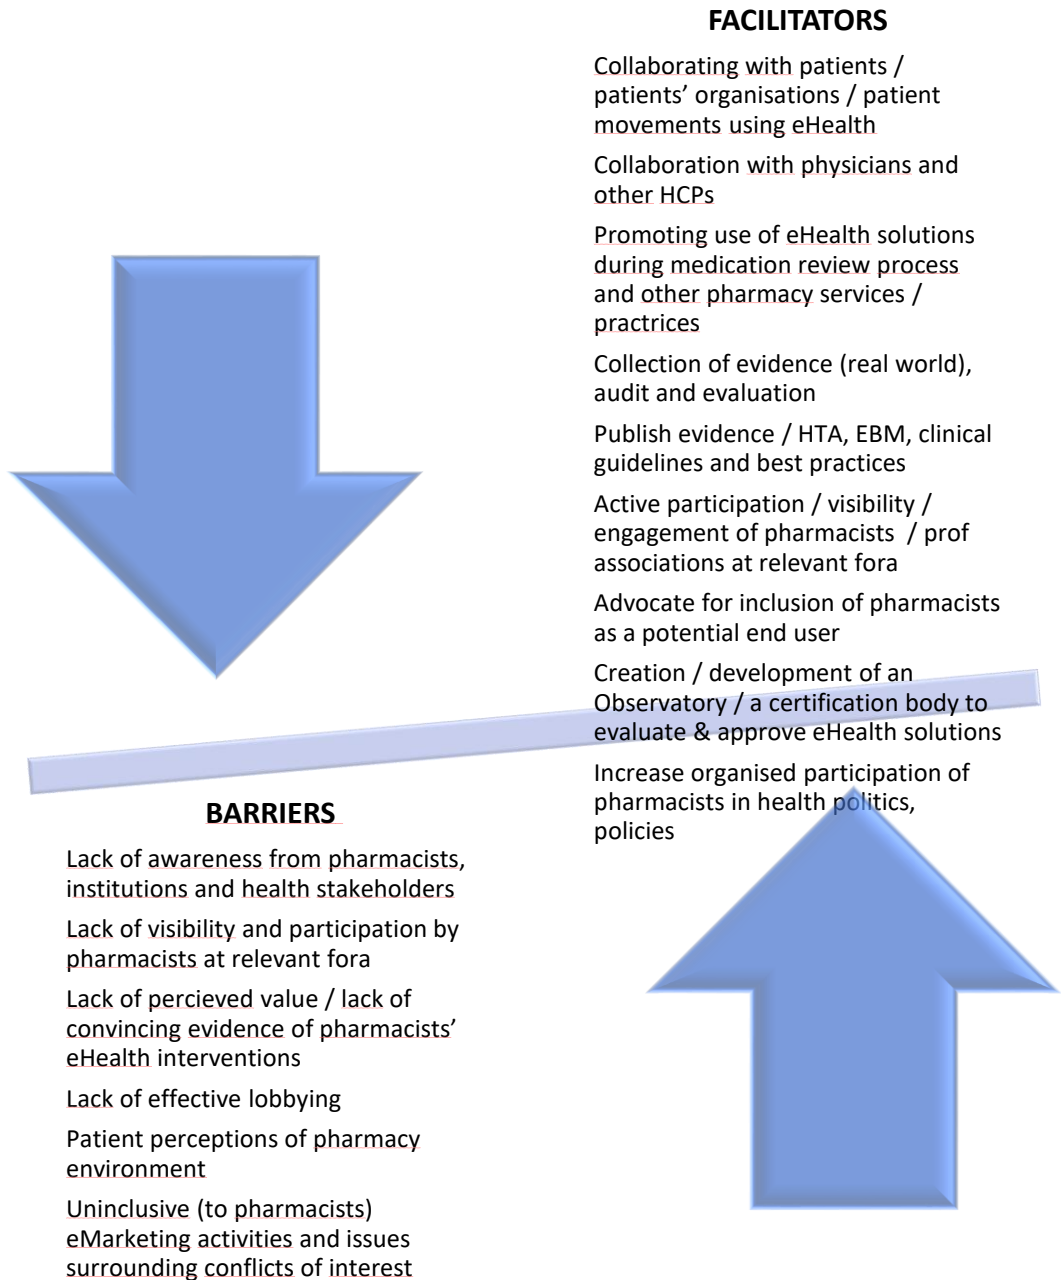 FACILITATORS
Collaborating with patients /
patients’ organisations / patient
movements using eHealth
Collaboration with physicians and
other HCPs
Promoting use of eHealth solutions
during medication review process
and other pharmacy services /
practrices
Collection of evidence (real world),
audit and evaluation
Publish evidence / HTA, EBM, clinical
guidelines and best practices
Active participation / visibility /
engagement of pharmacists / prof
associations at relevant fora
Advocate for inclusion of pharmacists
as a potential end user
Creation / development of an
Observatory / a certification body to
evaluate & approve eHealth solutions
Increase organised participation of
pharmacists in health politics,
policies
BARRIERS
Lack of awareness from pharmacists,
institutions and health stakeholders
Lack of visibility and participation by
pharmacists at relevant fora
Lack of percieved value / lack of
convincing evidence of pharmacists’
eHealth interventions
Lack of effective lobbying
Patient perceptions of pharmacy
environment
Uninclusive (to pharmacists)
eMarketing activities and issues
surrounding conflicts of interest